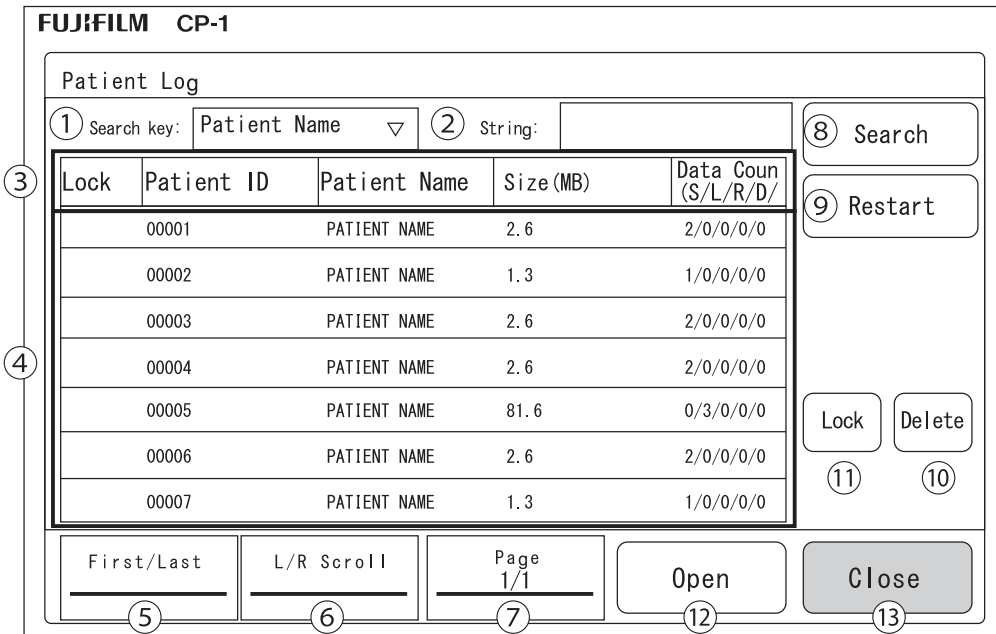 FUJIFILM CP-1
Patient Log
① Search key: Patient Name ▽ ② String: ⑧ Search
③ Lock Patient ID Patient Name Size(MB) Data Coun
(S/L/R/D/
⑨ Restart
00001 PATIENT NAME 2.6 2/0/0/0/0
00002 PATIENT NAME 1.3 1/0/0/0/0
00003 PATIENT NAME 2.6 2/0/0/0/0
④ 00004 PATIENT NAME 2.6 2/0/0/0/0
00005 PATIENT NAME 81.6 0/3/0/0/0
Lock Delete
00006 PATIENT NAME 2.6 2/0/0/0/0
⑪ ⑩
00007 PATIENT NAME 1.3 1/0/0/0/0
First/Last L/R Scroll Page
1/1
Open Close
⑤ ⑥ ⑦ ⑫ ⑬